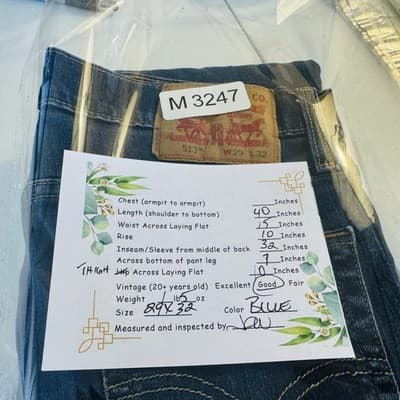 M 3247
CO.
513™ W29 L32
Chest (armpit to armpit) ___Inches
Length (shoulder to bottom) 40 Inches
Waist Across Laying Flat 15 Inches
Rise 10 Inches
Inseam/Sleeve from middle of back 32 Inches
Across bottom of pant leg 7 Inches
THIGH Across Laying Flat Inches
Vintage (20+ years old) Excellent Good Fair
Weight 1 lb 5 oz
Size 29X32 Color BLUE
Measured and inspected by